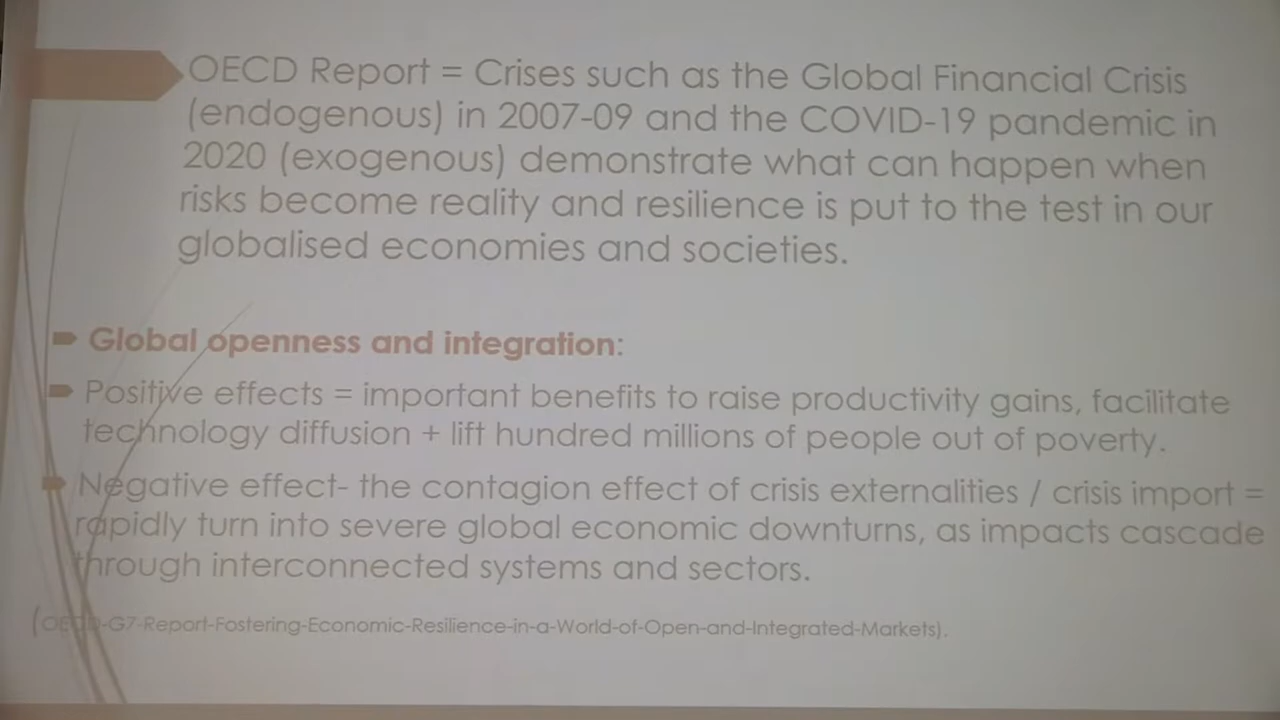 OECD Report = Crises such as the Global Financial Crisis
(endogenous) in 2007-09 and the COVID-19 pandemic in
2020 (exogenous) demonstrate what can happen when
risks become reality and resilience is put to the test in our
globalised economies and societies.
Global openness and integration:
Positive effects = important benefits to raise productivity gains, facilitate
technology diffusion + lift hundred millions of people out of poverty.
Negative effect- the contagion effect of crisis externalities / crisis import =
rapidly turn into severe global economic downturns, as impacts cascade
through interconnected systems and sectors.
(OECD-G7-Report-Fostering-Economic-Resilience-in-a-World-of-Open-and-Integrated-Markets).